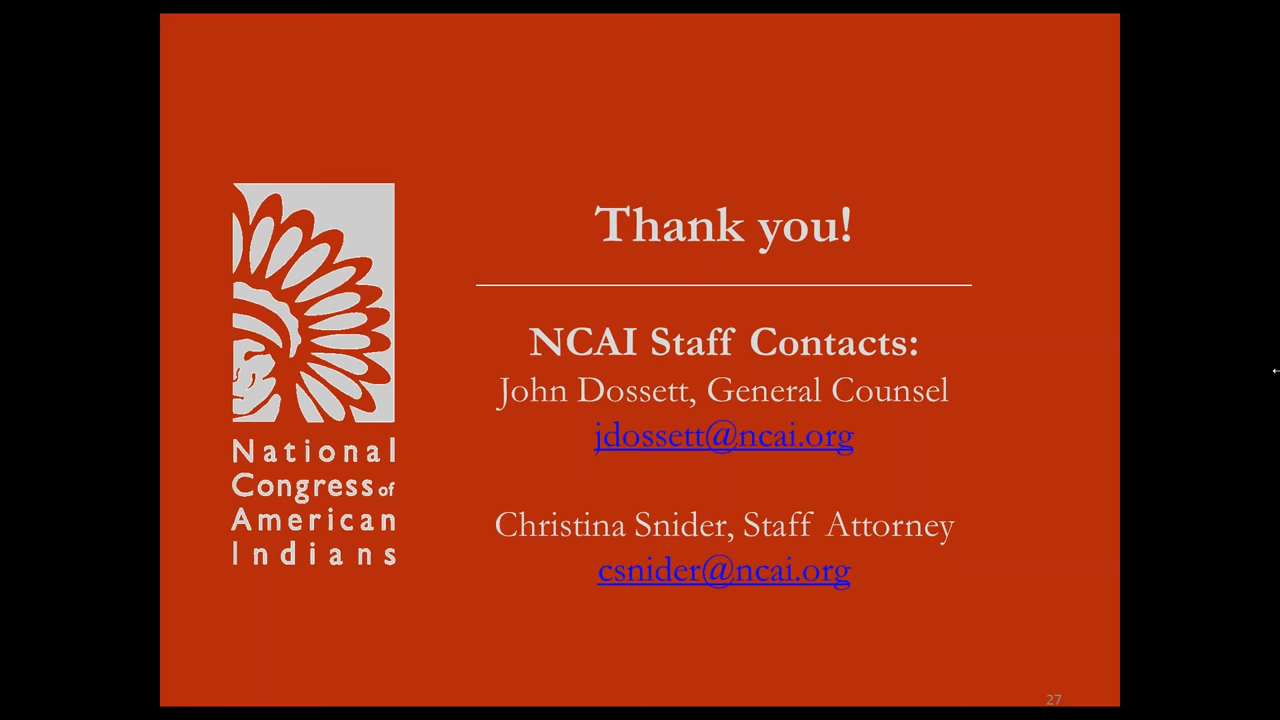 National
Congress of
American
Indians
Thank you!
NCAI Staff Contacts:
John Dossett, General Counsel
jdossett@ncai.org
Christina Snider, Staff Attorney
csnider@ncai.org
27